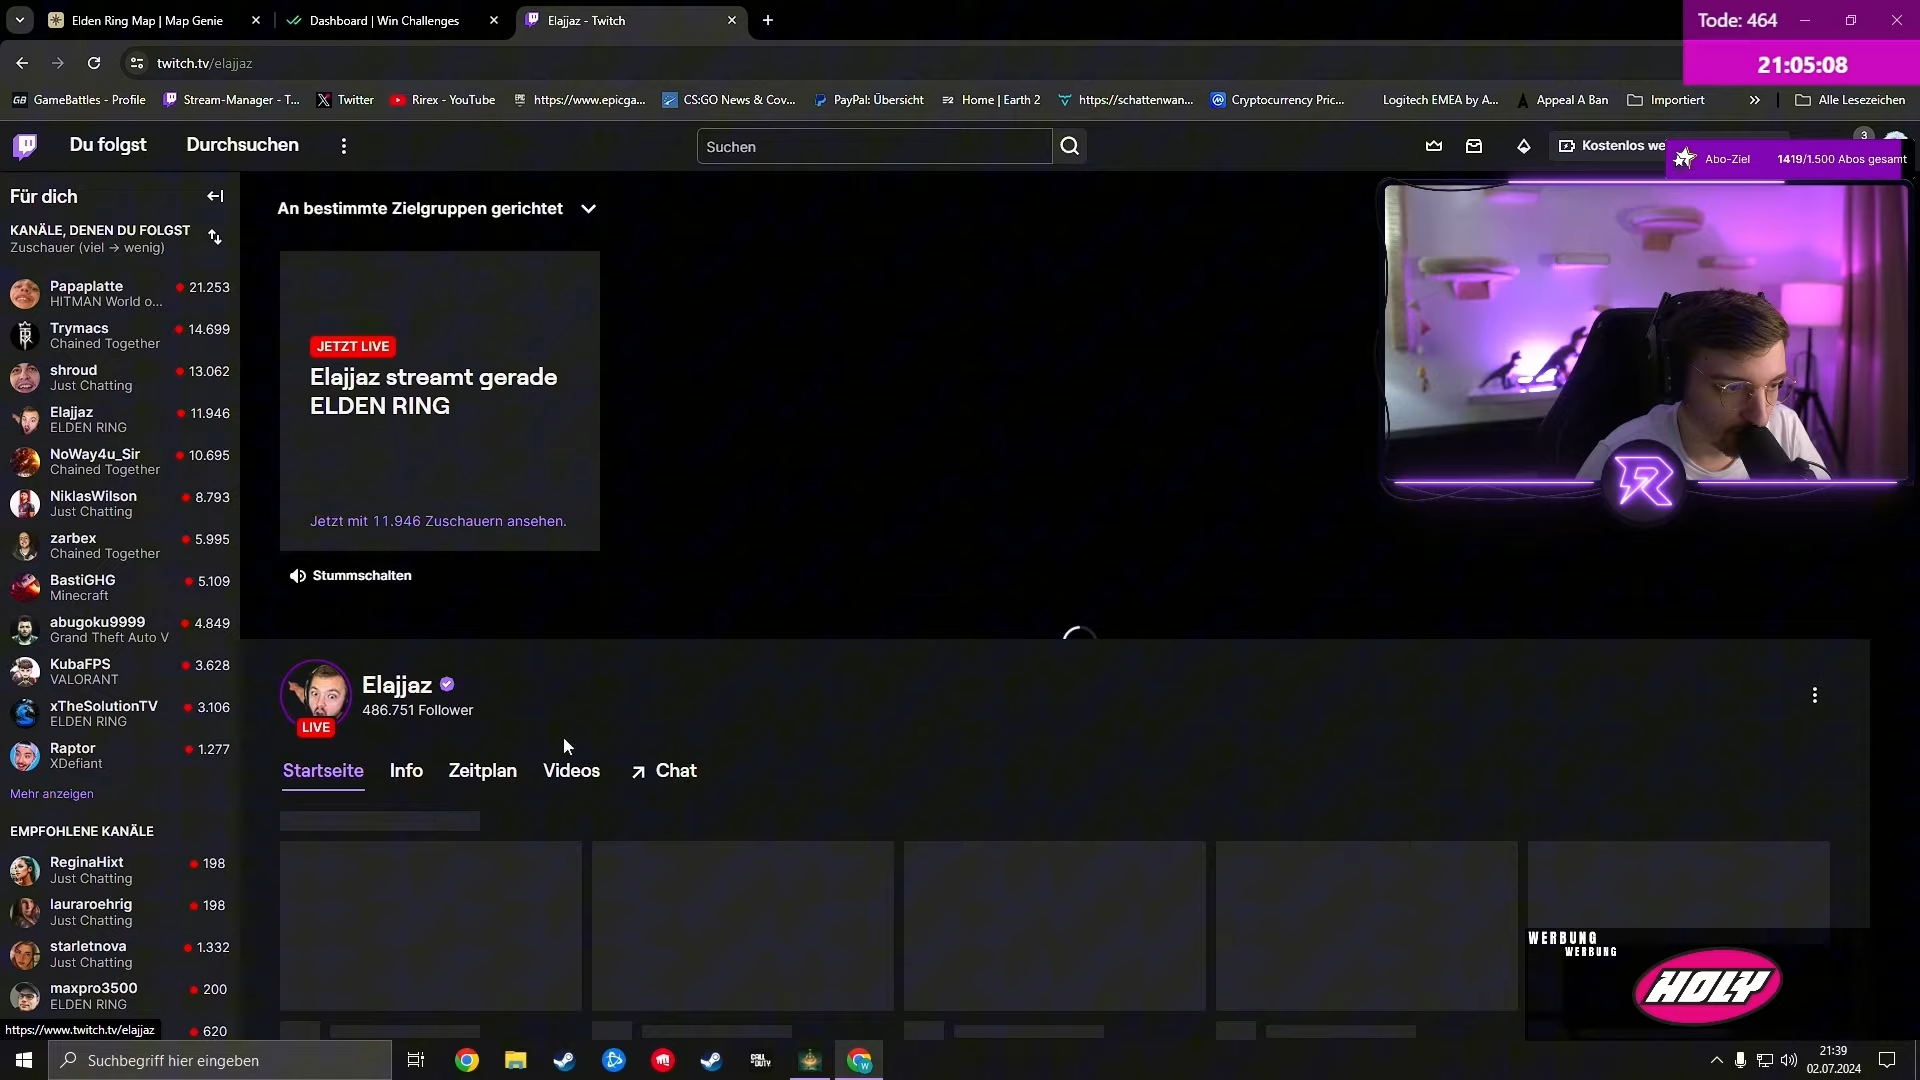 Elden Ring Map | Map Genie
Dashboard | Win Challenges
Elajjaz - Twitch
Tode: 464
21:05:08
twitch.tv/elajjaz
GameBattles - Profile
Stream-Manager - T...
Twitter
Rirex - YouTube
https://www.epicga...
CS:GO News & Cov...
PayPal: Übersicht
Home | Earth 2
https://schattenwan...
Cryptocurrency Pric...
Logitech EMEA by A...
Appeal A Ban
Importiert
Alle Lesezeichen
Du folgst
Durchsuchen
Suchen
Kostenlos we
3
Abo-Ziel
1419/1.500 Abos gesamt
Für dich
KANÄLE, DENEN DU FOLGST
Zuschauer (viel → wenig)
Papaplatte
21.253
HITMAN World o...
Trymacs
14.699
Chained Together
shroud
13.062
Just Chatting
Elajjaz
11.946
ELDEN RING
NoWay4u_Sir
10.695
Chained Together
NiklasWilson
8.793
Just Chatting
zarbex
5.995
Chained Together
BastiGHG
5.109
Minecraft
abugoku9999
4.849
Grand Theft Auto V
KubaFPS
3.628
VALORANT
xTheSolutionTV
3.106
ELDEN RING
Raptor
1.277
XDefiant
Mehr anzeigen
EMPFOHLENE KANÄLE
ReginaHixt
198
Just Chatting
lauraroehrig
198
Just Chatting
starletnova
1.332
Just Chatting
maxpro3500
200
ELDEN RING
620
https://www.twitch.tv/elajjaz
An bestimmte Zielgruppen gerichtet
JETZT LIVE
Elajjaz streamt gerade
ELDEN RING
Jetzt mit 11.946 Zuschauern ansehen.
Stummschalten
Elajjaz
486.751 Follower
LIVE
Startseite
Info
Zeitplan
Videos
Chat
WERBUNG
WERBUNG
HOLY
Suchbegriff hier eingeben
CALL OF DUTY
21:39
02.07.2024